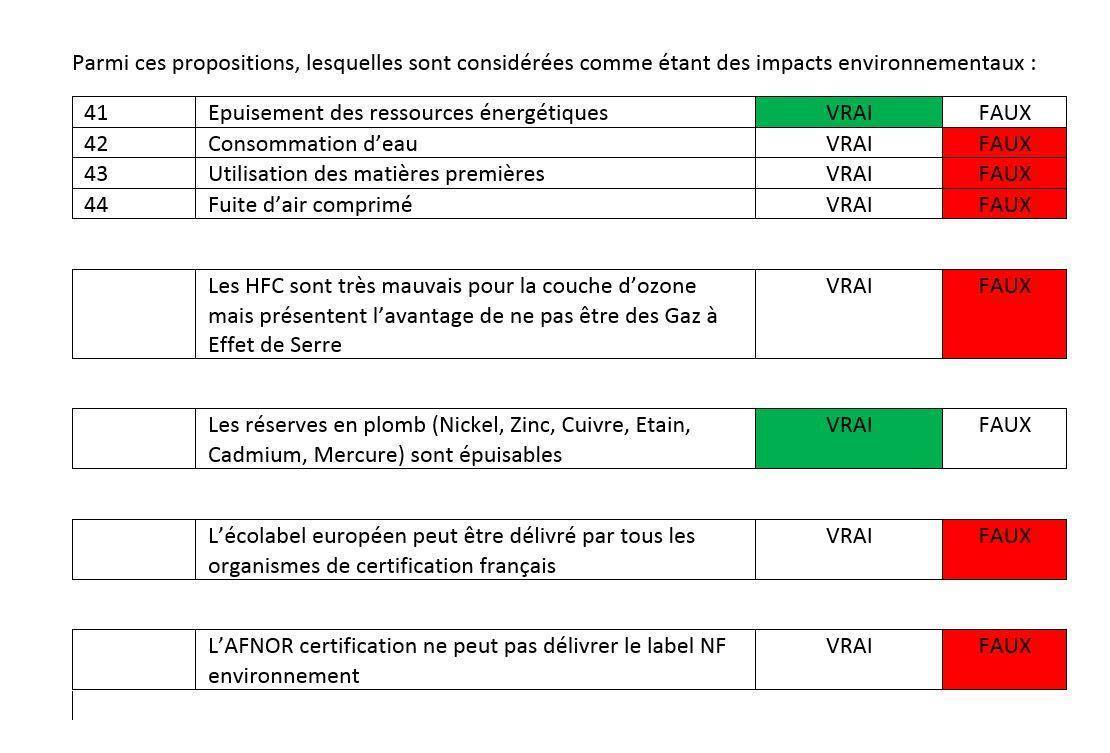 Parmi ces propositions, lesquelles sont considérées comme étant des impacts environnementaux :
41 Epuisement des ressources énergétiques VRAI FAUX
42 Consommation d’eau VRAI FAUX
43 Utilisation des matières premières VRAI FAUX
44 Fuite d’air comprimé VRAI FAUX
Les HFC sont très mauvais pour la couche d’ozone VRAI FAUX
mais présentent l’avantage de ne pas être des Gaz à
Effet de Serre
Les réserves en plomb (Nickel, Zinc, Cuivre, Etain, VRAI FAUX
Cadmium, Mercure) sont épuisables
L’écolabel européen peut être délivré par tous les VRAI FAUX
organismes de certification français
L’AFNOR certification ne peut pas délivrer le label NF VRAI FAUX
environnement